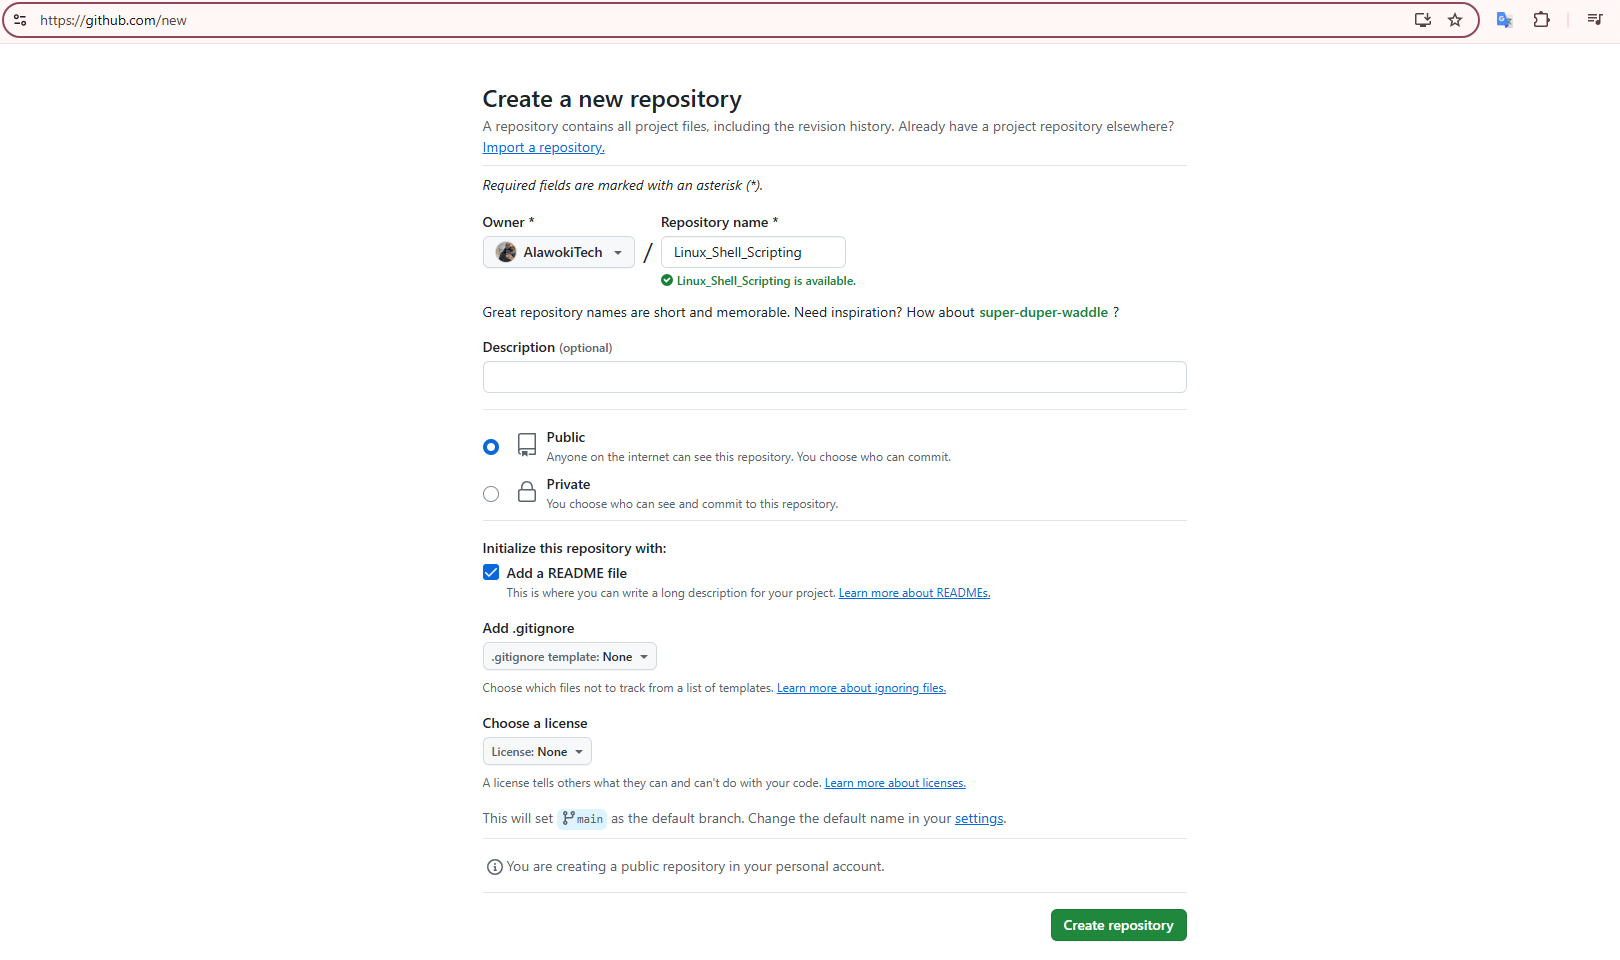 https://github.com/new
Create a new repository
A repository contains all project files, including the revision history. Already have a project repository elsewhere?
Import a repository.
Required fields are marked with an asterisk (*).
Owner *
Repository name *
AlawokiTech
/
Linux_Shell_Scripting
Linux_Shell_Scripting is available.
Great repository names are short and memorable. Need inspiration? How about super-duper-waddle ?
Description (optional)
Public
Anyone on the internet can see this repository. You choose who can commit.
Private
You choose who can see and commit to this repository.
Initialize this repository with:
Add a README file
This is where you can write a long description for your project. Learn more about READMEs.
Add .gitignore
.gitignore template: None
Choose which files not to track from a list of templates. Learn more about ignoring files.
Choose a license
License: None
A license tells others what they can and can't do with your code. Learn more about licenses.
This will set main as the default branch. Change the default name in your settings.
You are creating a public repository in your personal account.
Create repository